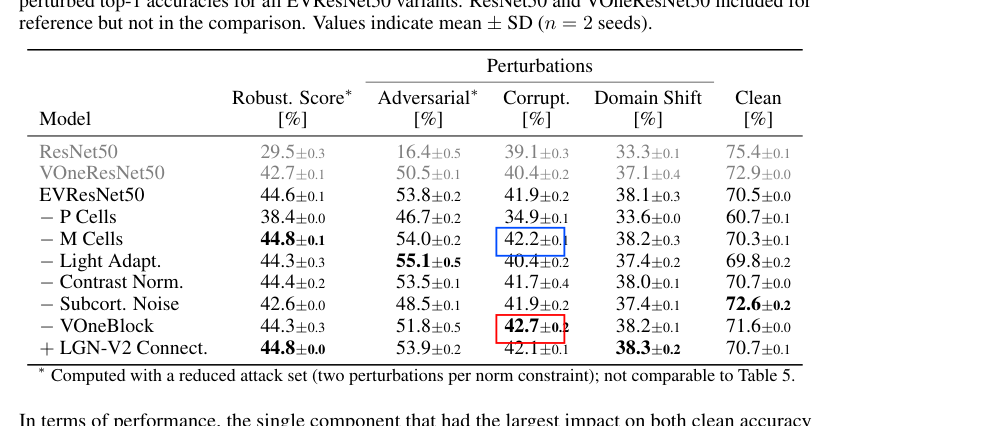 perturbed top-1 accuracies for all EVResNet50 variants. ResNet50 and VOneResNet50 included for
reference but not in the comparison. Values indicate mean ± SD (n = 2 seeds).
Perturbations
Robust. Score* Adversarial* Corrupt. Domain Shift Clean
Model [%] [%] [%] [%] [%]
ResNet50 29.5±0.3 16.4±0.5 39.1±0.3 33.3±0.1 75.4±0.1
VOneResNet50 42.7±0.1 50.5±0.1 40.4±0.2 37.1±0.4 72.9±0.0
EVResNet50 44.6±0.1 53.8±0.2 41.9±0.2 38.1±0.3 70.5±0.0
− P Cells 38.4±0.0 46.7±0.2 34.9±0.1 33.6±0.0 60.7±0.1
− M Cells 44.8±0.1 54.0±0.2 42.2±0.1 38.2±0.3 70.3±0.1
− Light Adapt. 44.3±0.3 55.1±0.5 40.4±0.2 37.4±0.2 69.8±0.2
− Contrast Norm. 44.4±0.2 53.5±0.1 41.7±0.4 38.0±0.1 70.7±0.0
− Subcort. Noise 42.6±0.0 48.5±0.1 41.9±0.2 37.4±0.1 72.6±0.2
− VOneBlock 44.3±0.3 51.8±0.5 42.7±0.2 38.2±0.1 71.6±0.0
+ LGN-V2 Connect. 44.8±0.0 53.9±0.2 42.1±0.1 38.3±0.2 70.7±0.1
* Computed with a reduced attack set (two perturbations per norm constraint); not comparable to Table 5.
In terms of performance, the single component that had the largest impact on both clean accuracy